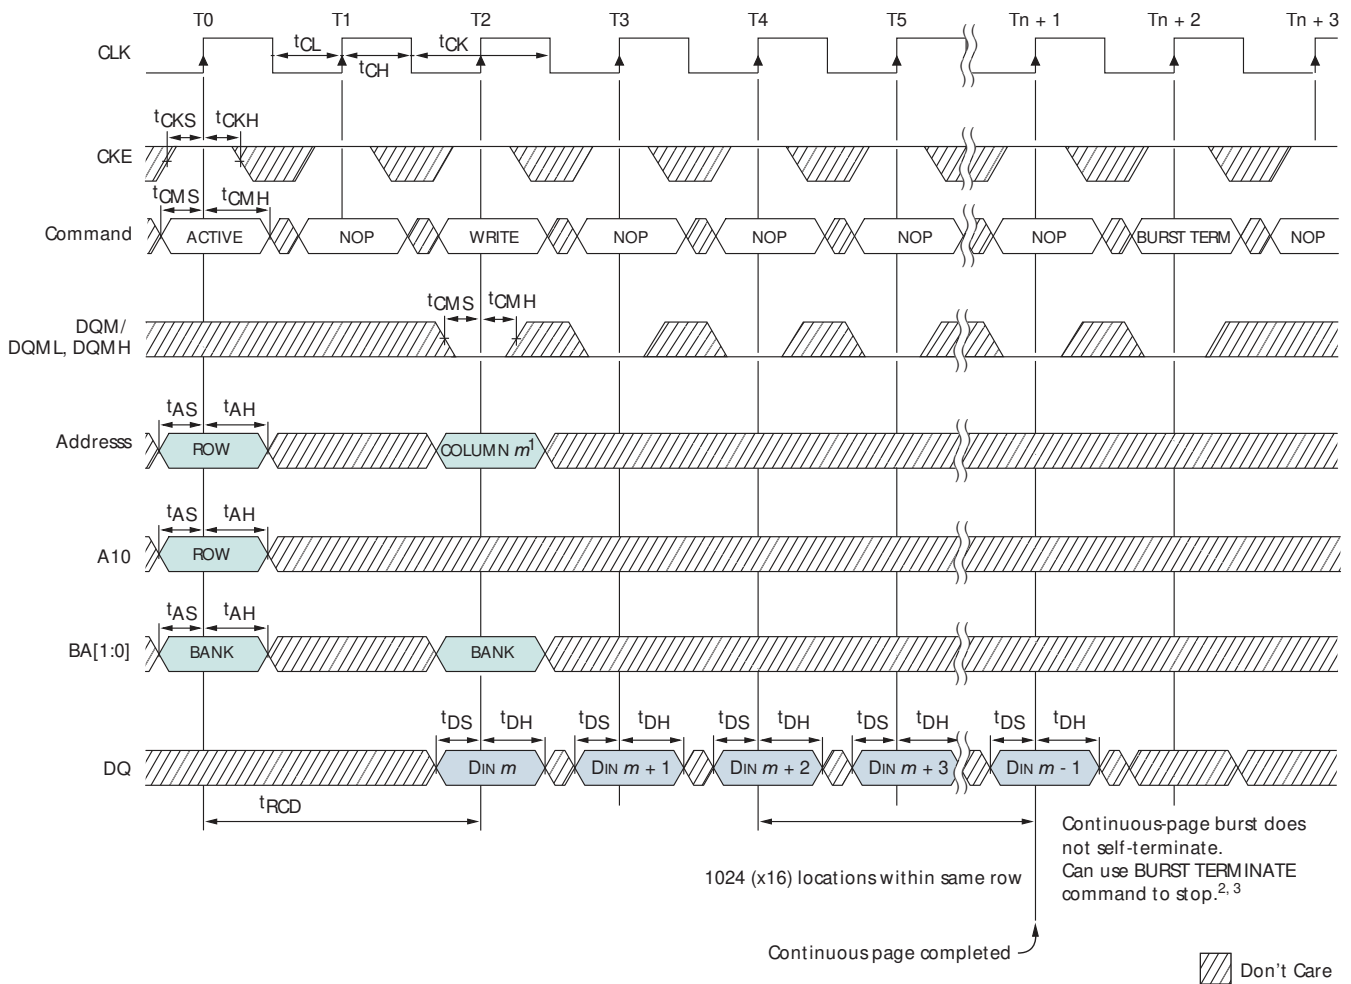 T0 T1 T2 T3 T4 T5 Tn + 1 Tn + 2 Tn + 3
CLK
tCL tCK
tCH
tCKS tCKH
CKE
tCMS tCMH
Command ACTIVE NOP WRITE NOP NOP NOP NOP BURST TERM NOP
tCMS tCMH
DQM/
DQML, DQMH
tAS tAH
Addresss ROW COLUMN m1
tAS tAH
A10 ROW
tAS tAH
BA[1:0] BANK BANK
tDS tDH tDS tDH tDS tDH tDS tDH tDS tDH
DQ DIN m DIN m + 1 DIN m + 2 DIN m + 3 DIN m - 1
tRCD
Continuous-page burst does
not self-terminate.
Can use BURST TERMINATE
command to stop.2, 3
1024 (x16) locations within same row
Continuous page completed
Don't Care